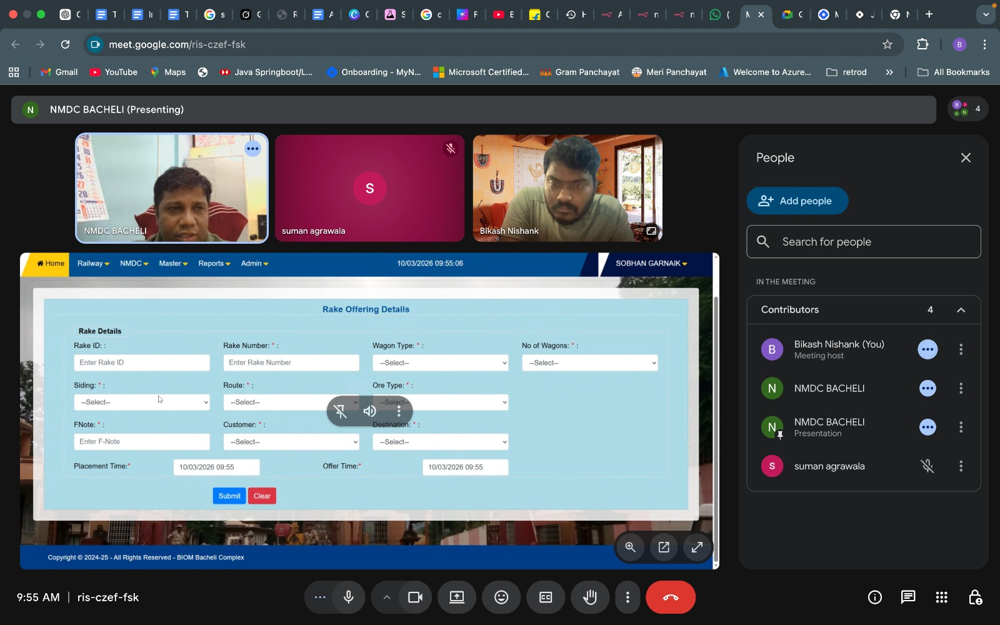 C
T
Ir
T
s
G
R
A
C
S
c
F
E
C
H
A
n
n
(
M
C
M
J
N
meet.google.com/ris-czef-fsk
B
Gmail
YouTube
Maps
Java Springboot/L...
Onboarding - MyN...
Microsoft Certified...
Gram Panchayat
Meri Panchayat
Welcome to Azure...
retrod
All Bookmarks
N NMDC BACHELI (Presenting)
4
NMDC BACHELI
S
suman agrawala
Bikash Nishank
Home
Railway
NMDC
Master
Reports
Admin
10/03/2026 09:55:06
SOBHAN GARNAIK
Rake Offering Details
Rake Details
Rake ID: :
Rake Number: * :
Wagon Type: * :
No of Wagons: * :
Enter Rake ID
Enter Rake Number
--Select--
--Select--
Siding: * :
Route: * :
Ore Type: * :
--Select--
--Select--
--Select--
FNote: * :
Customer: * :
Destination: * :
Enter F-Note
--Select--
--Select--
Placement Time:*
10/03/2026 09:55
Offer Time:*
10/03/2026 09:55
Submit
Clear
Copyright © 2024-25 - All Rights Reserved - BIOM Bacheli Complex
People
Add people
Search for people
IN THE MEETING
Contributors
4
B
Bikash Nishank (You)
Meeting host
N
NMDC BACHELI
N
NMDC BACHELI
Presentation
S
suman agrawala
9:55 AM | ris-czef-fsk